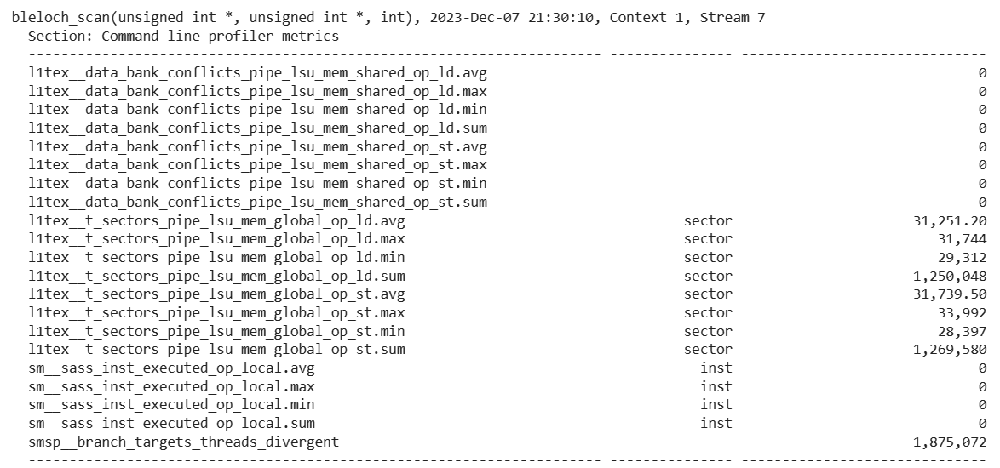 bleloch_scan(unsigned int *, unsigned int *, int), 2023-Dec-07 21:30:10, Context 1, Stream 7
Section: Command line profiler metrics
---------------------------------------------------------------------- --------------- ------------------------------
l1tex__data_bank_conflicts_pipe_lsu_mem_shared_op_ld.avg 0
l1tex__data_bank_conflicts_pipe_lsu_mem_shared_op_ld.max 0
l1tex__data_bank_conflicts_pipe_lsu_mem_shared_op_ld.min 0
l1tex__data_bank_conflicts_pipe_lsu_mem_shared_op_ld.sum 0
l1tex__data_bank_conflicts_pipe_lsu_mem_shared_op_st.avg 0
l1tex__data_bank_conflicts_pipe_lsu_mem_shared_op_st.max 0
l1tex__data_bank_conflicts_pipe_lsu_mem_shared_op_st.min 0
l1tex__data_bank_conflicts_pipe_lsu_mem_shared_op_st.sum 0
l1tex__t_sectors_pipe_lsu_mem_global_op_ld.avg sector 31,251.20
l1tex__t_sectors_pipe_lsu_mem_global_op_ld.max sector 31,744
l1tex__t_sectors_pipe_lsu_mem_global_op_ld.min sector 29,312
l1tex__t_sectors_pipe_lsu_mem_global_op_ld.sum sector 1,250,048
l1tex__t_sectors_pipe_lsu_mem_global_op_st.avg sector 31,739.50
l1tex__t_sectors_pipe_lsu_mem_global_op_st.max sector 33,992
l1tex__t_sectors_pipe_lsu_mem_global_op_st.min sector 28,397
l1tex__t_sectors_pipe_lsu_mem_global_op_st.sum sector 1,269,580
sm__sass_inst_executed_op_local.avg inst 0
sm__sass_inst_executed_op_local.max inst 0
sm__sass_inst_executed_op_local.min inst 0
sm__sass_inst_executed_op_local.sum inst 0
smsp__branch_targets_threads_divergent 1,875,072
---------------------------------------------------------------------- --------------- ------------------------------